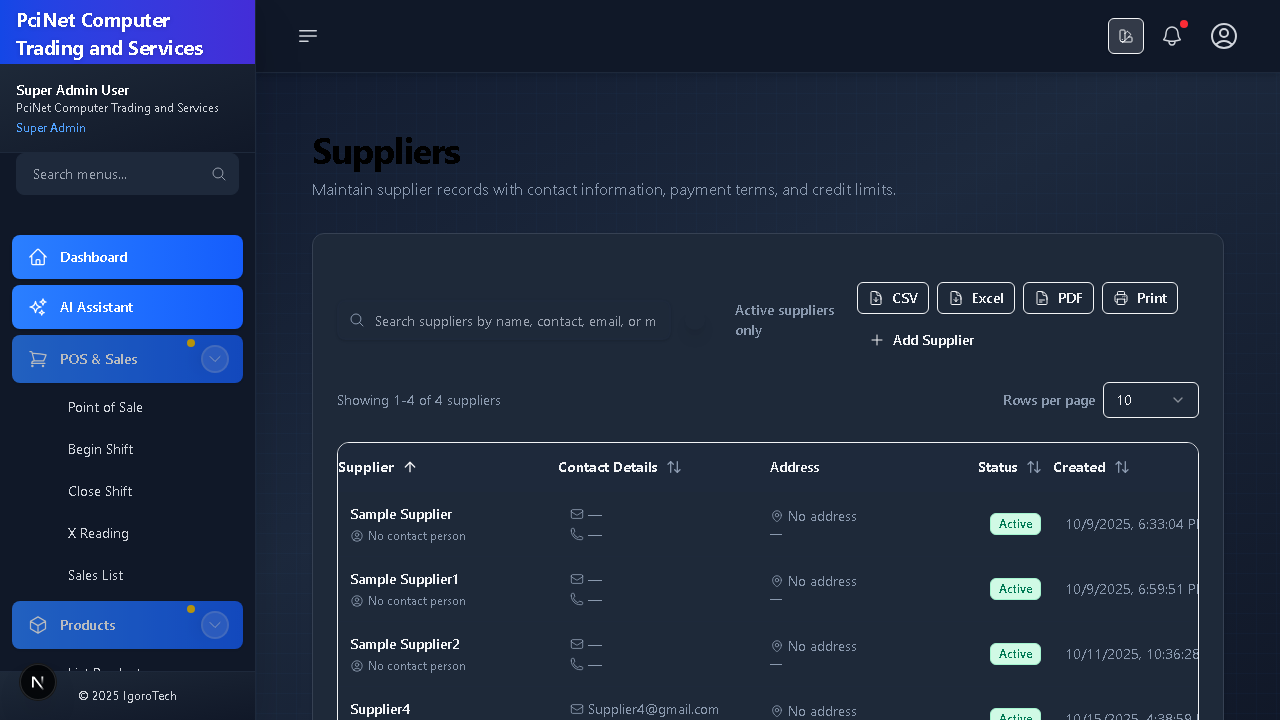 PciNet Computer
Trading and Services
Super Admin User
PciNet Computer Trading and Services
Super Admin
Search menus...
Dashboard
AI Assistant
POS & Sales
Point of Sale
Begin Shift
Close Shift
X Reading
Sales List
Products
N
© 2025 IgoroTech
Suppliers
Maintain supplier records with contact information, payment terms, and credit limits.
Search suppliers by name, contact, email, or m
Active suppliers
only
CSV
Excel
PDF
Print
Add Supplier
Showing 1-4 of 4 suppliers
Rows per page
10
Supplier
Contact Details
Address
Status
Created
Sample Supplier
No contact person
—
—
No address
—
Active
10/9/2025, 6:33:04 P
Sample Supplier1
No contact person
—
—
No address
—
Active
10/9/2025, 6:59:51 P
Sample Supplier2
No contact person
—
—
No address
—
Active
10/11/2025, 10:36:28
Supplier4
Supplier4@gmail.com
No address
Active
10/15/2025, 4:38:59